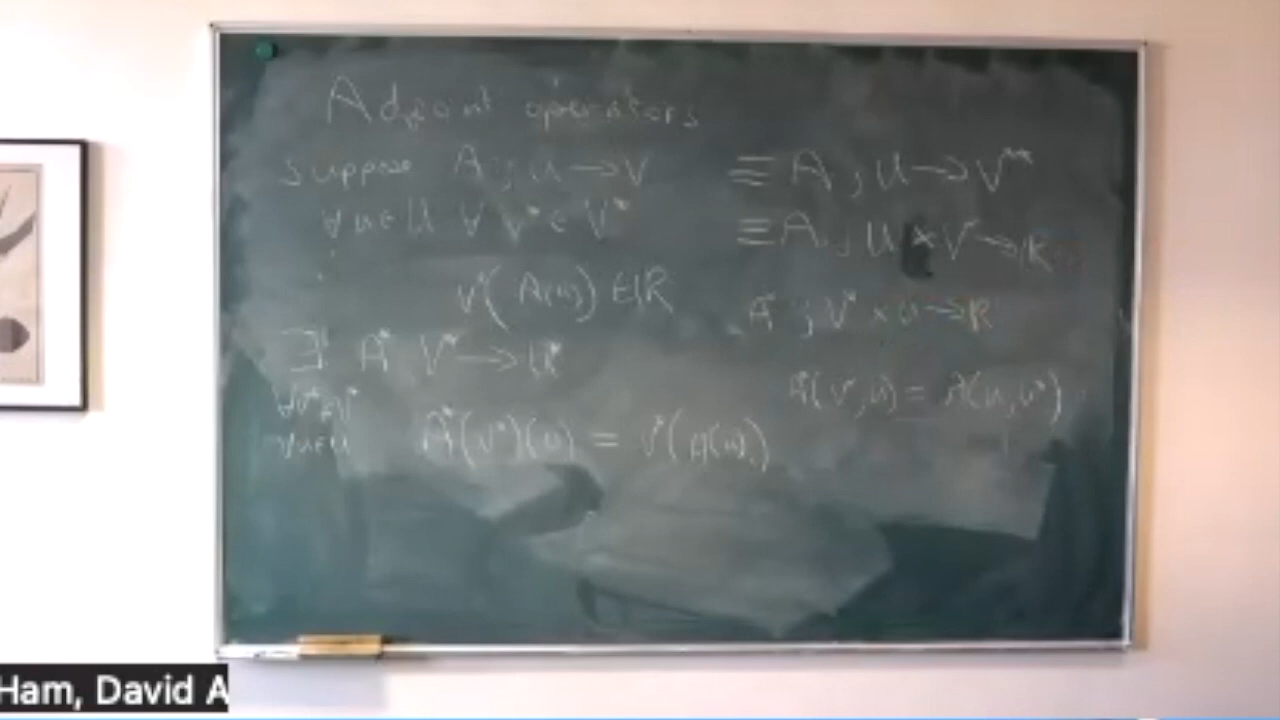 Adjoint operators
Suppose A : U → V ≡ A : U → V**
∀ u ∈ U ∀ v* ∈ V* ≡ A : U × V* → ℝ
v*(A(u)) ∈ ℝ A* : V* × U → ℝ
∃ A* V* → U* A*(v*, u) = A(u, v*)
∀v*∈V*
∀u∈U A*(v*)(u) = v*(A(u))
Ham, David A